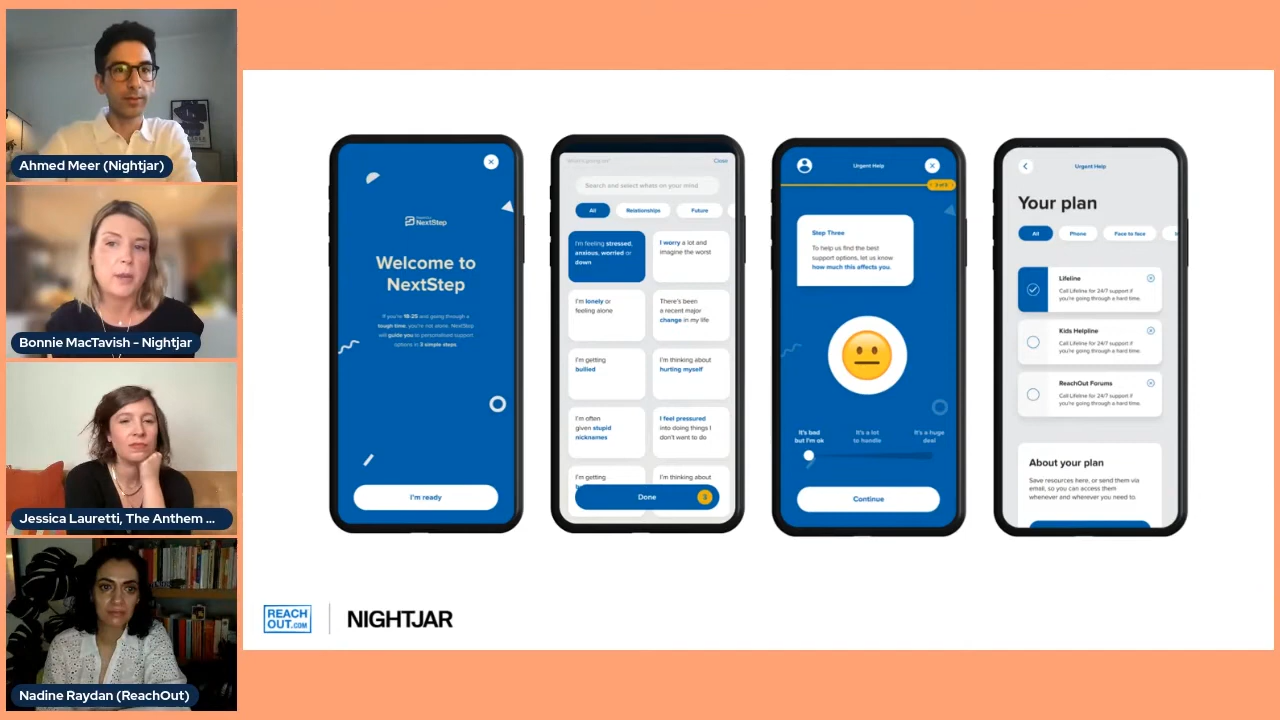 Ahmed Meer (Nightjar)
Bonnie MacTavish - Nightjar
Jessica Lauretti, The Anthem ...
Nadine Raydan (ReachOut)
NextStep
Welcome to
NextStep
If you're 18-25 and going through a
tough time, you're not alone. NextStep
will guide you to personalised support
options in 3 simple steps.
I'm ready
What's going on?
Close
Search and select whats on your mind
All
Relationships
Future
I'm feeling stressed,
anxious, worried or
down
I worry a lot and
imagine the worst
I'm lonely or
feeling alone
There's been
a recent major
change in my life
I'm getting
bullied
I'm thinking about
hurting myself
I'm often
given stupid
nicknames
I feel pressured
into doing things I
don't want to do
I'm getting
I'm thinking about
Done
3
Urgent Help
Step Three
To help us find the best
support options, let us know
how much this affects you.
It's bad
but I'm ok
It's a lot
to handle
It's a huge
deal
Continue
Urgent Help
Your plan
All
Phone
Face to face
Lifeline
Call Lifeline for 24/7 support if
you're going through a hard time.
Kids Helpline
Call Lifeline for 24/7 support if
you're going through a hard time.
ReachOut Forums
Call Lifeline for 24/7 support if
you're going through a hard time.
About your plan
Save resources here, or send them via
email, so you can access them
whenever and wherever you need to.
REACH
OUT.COM
NIGHTJAR